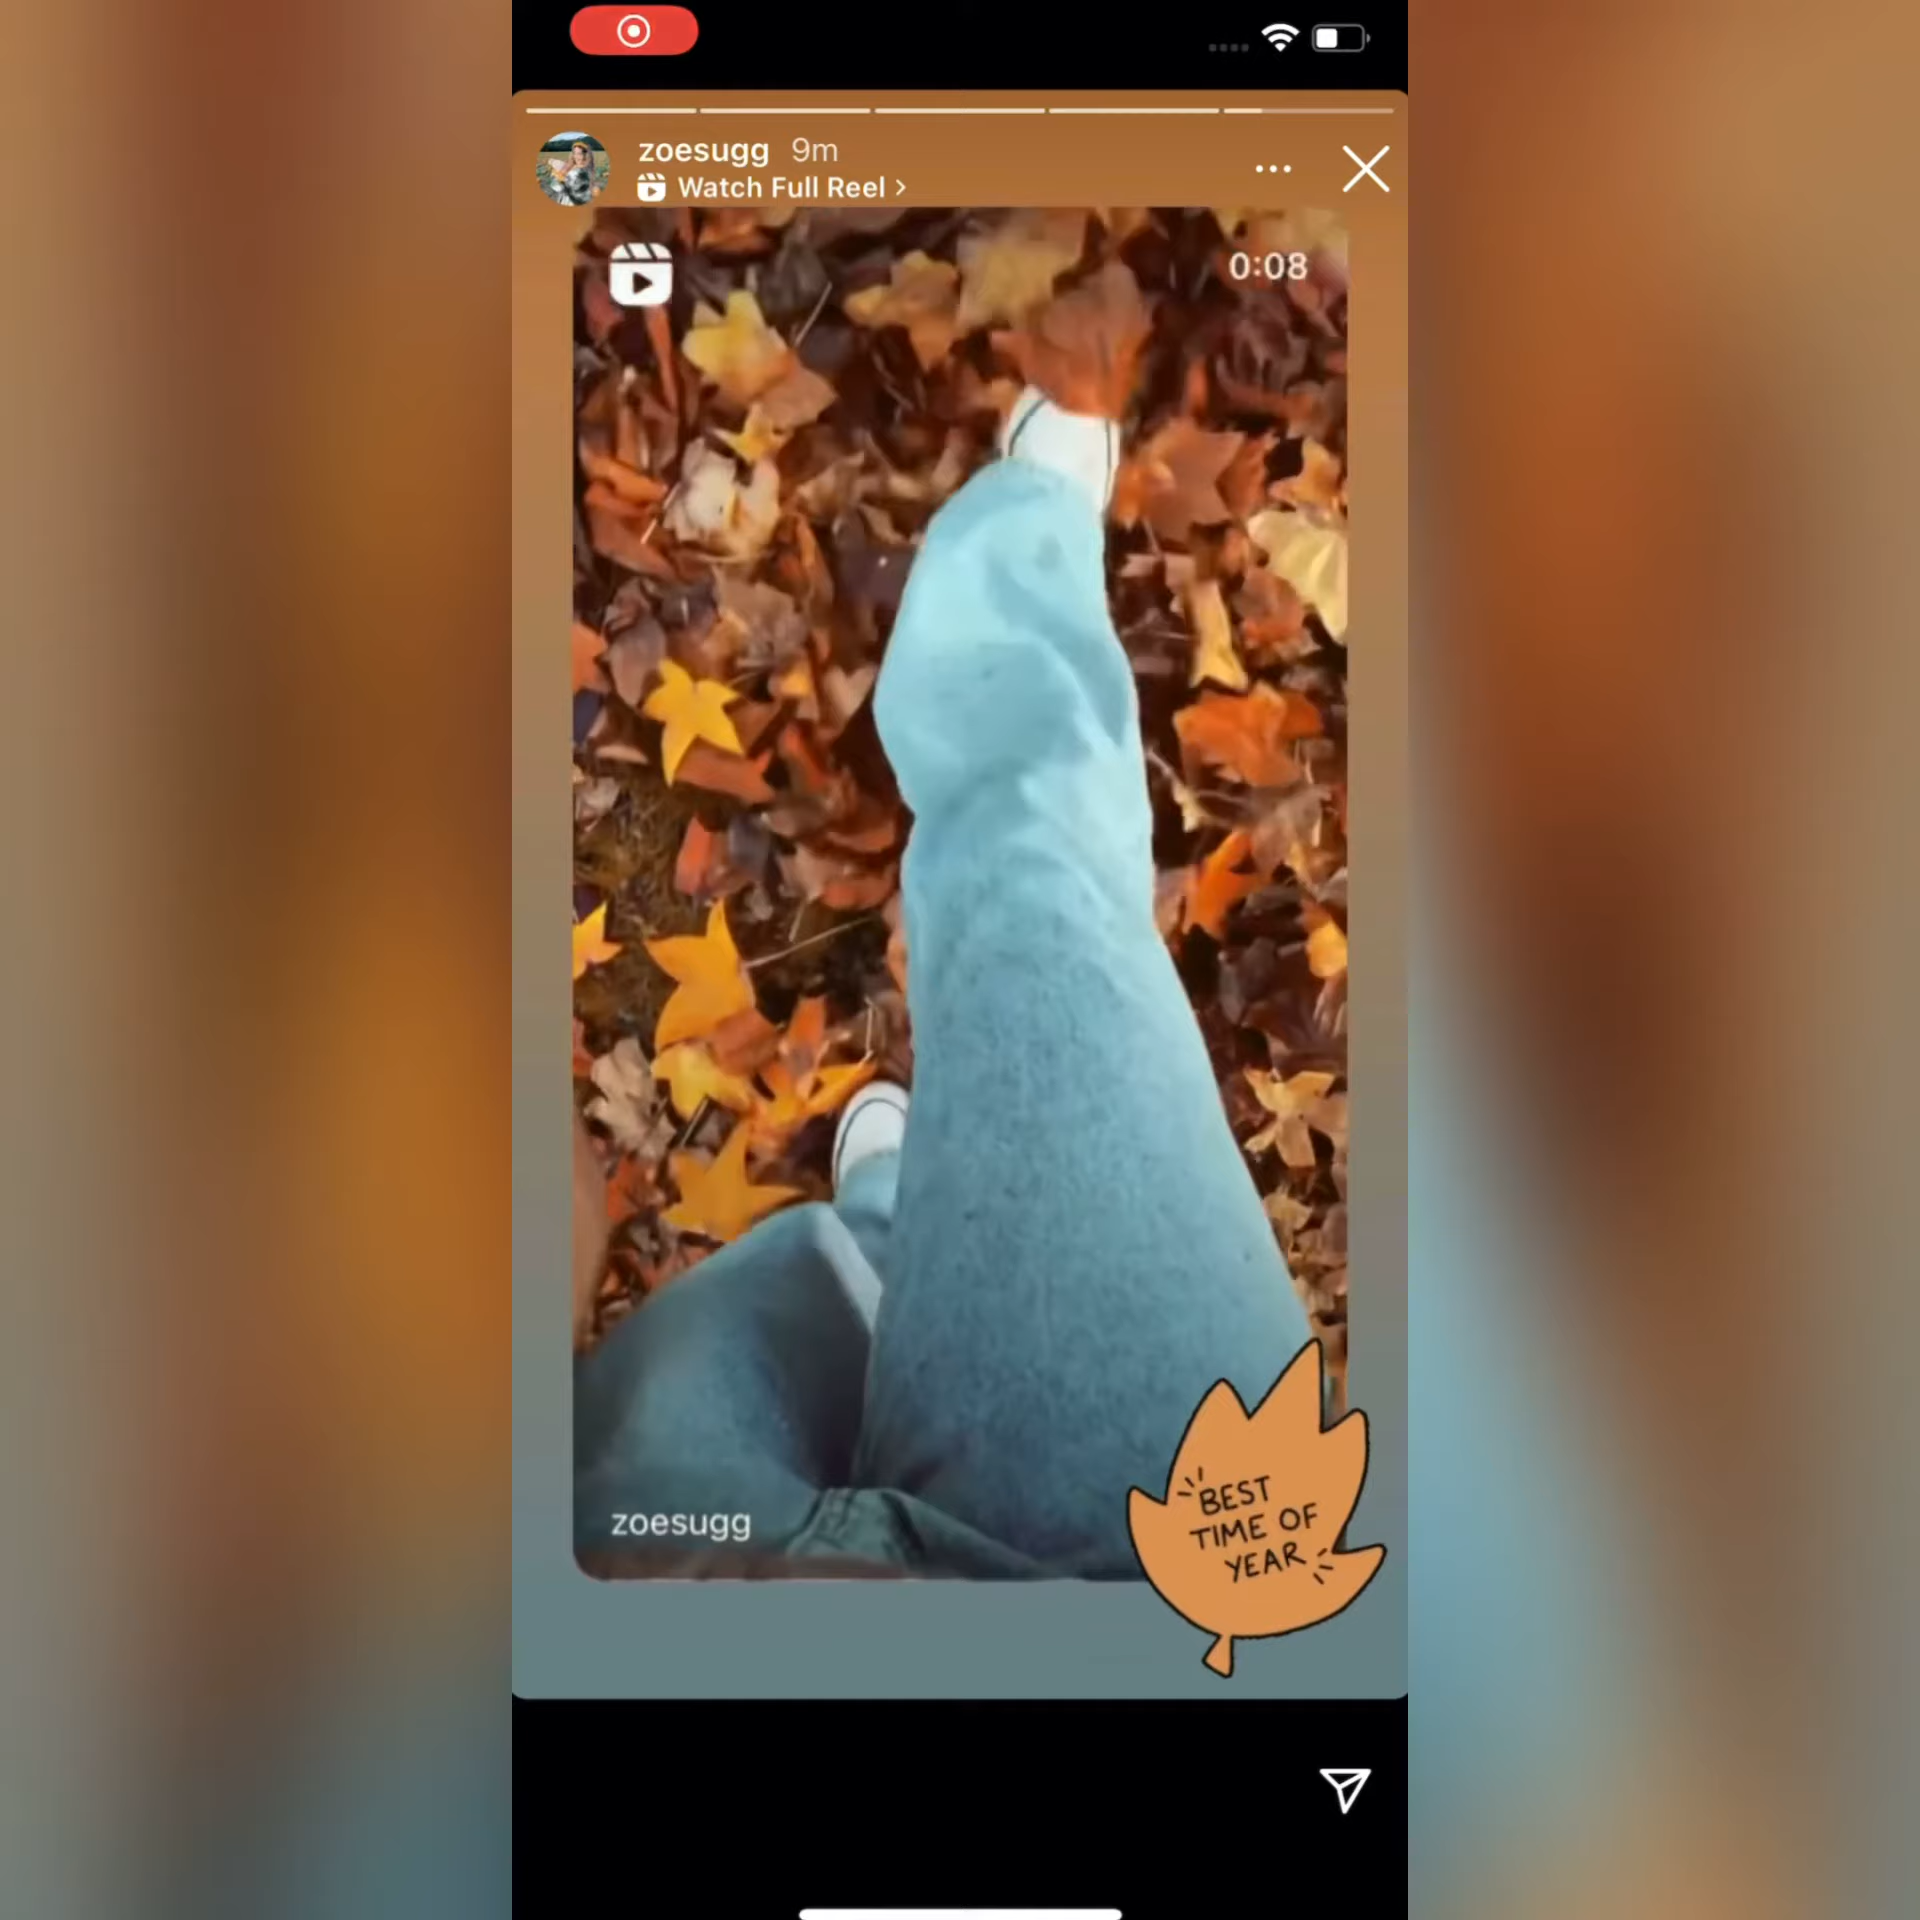 zoesugg 9m
Watch Full Reel >
0:08
zoesugg
BEST
TIME OF
YEAR